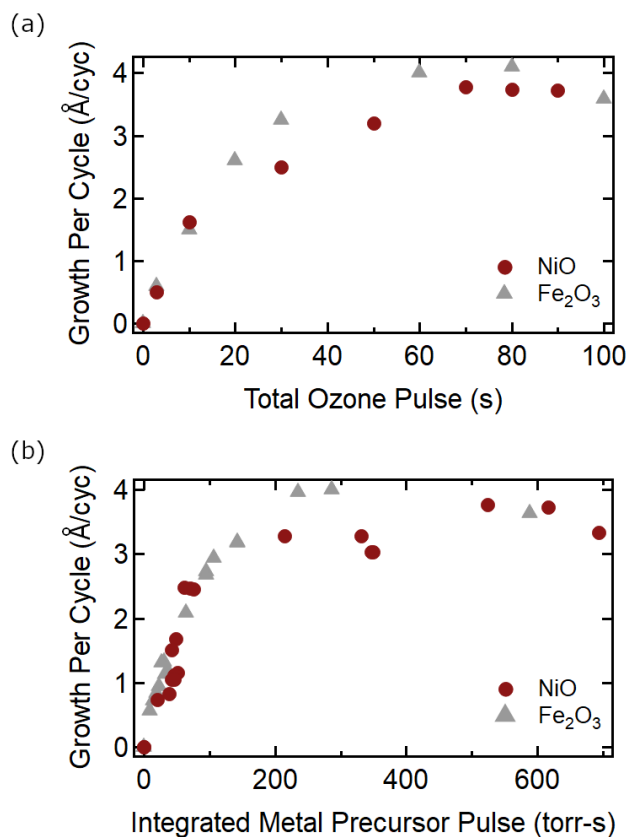 (a)
Growth Per Cycle (Å/cyc)
4
3
2
1
0
NiO
Fe₂O₃
0 20 40 60 80 100
Total Ozone Pulse (s)
(b)
Growth Per Cycle (Å/cyc)
4
3
2
1
0
NiO
Fe₂O₃
0 200 400 600
Integrated Metal Precursor Pulse (torr-s)